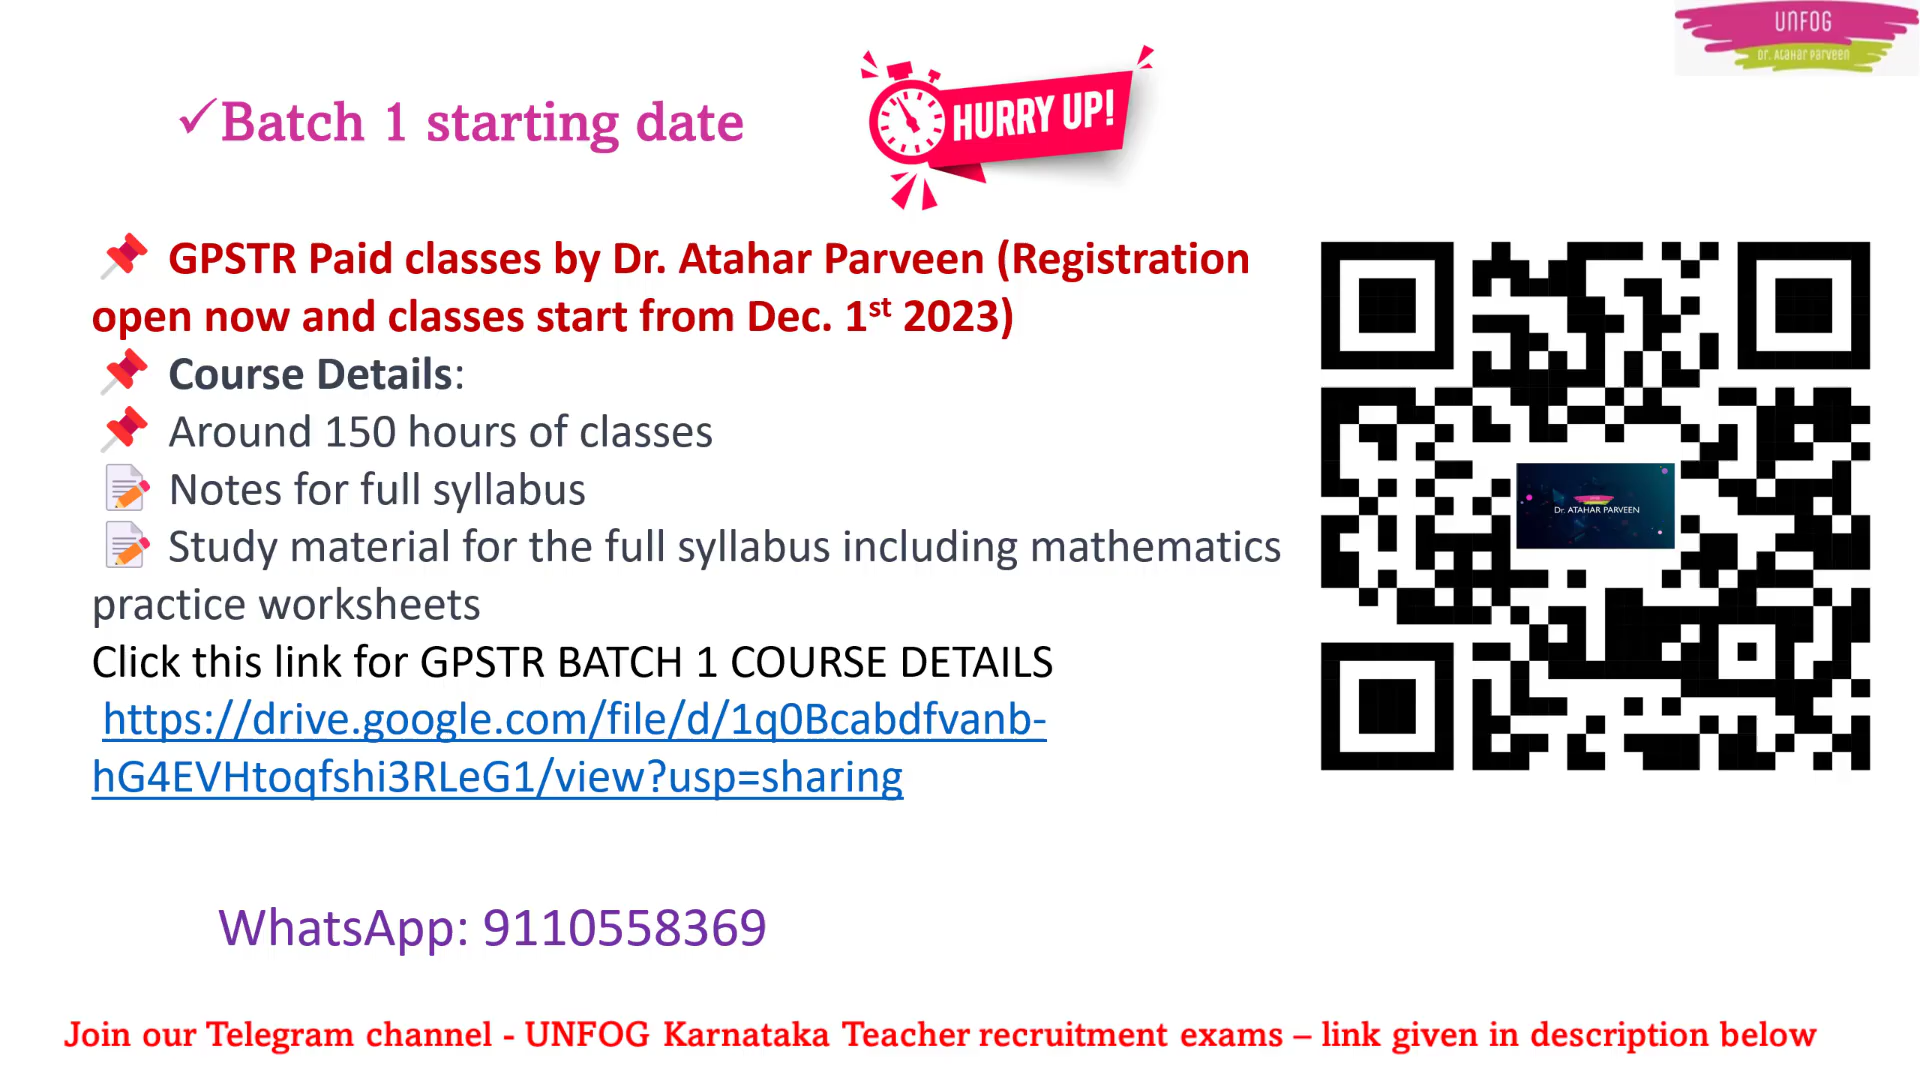 UNFOG
Dr. Atahar Parveen
✓Batch 1 starting date
HURRY UP!
📌 GPSTR Paid classes by Dr. Atahar Parveen (Registration
open now and classes start from Dec. 1st 2023)
📌 Course Details:
📌 Around 150 hours of classes
📝 Notes for full syllabus
📝 Study material for the full syllabus including mathematics
practice worksheets
Click this link for GPSTR BATCH 1 COURSE DETAILS
https://drive.google.com/file/d/1q0Bcabdfvanb-
hG4EVHtoqfshi3RLeG1/view?usp=sharing
Dr. ATAHAR PARVEEN
WhatsApp: 9110558369
Join our Telegram channel - UNFOG Karnataka Teacher recruitment exams – link given in description below